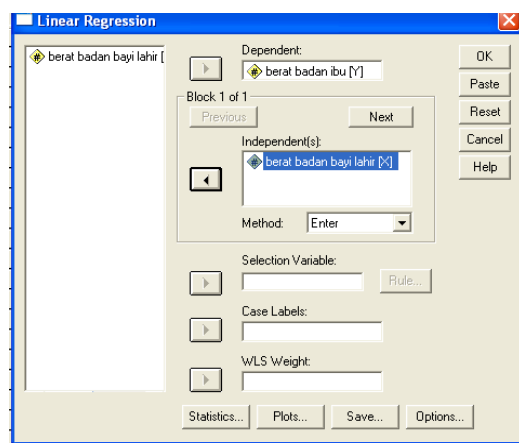 Linear Regression
berat badan bayi lahir [
Dependent:
berat badan ibu [Y]
Block 1 of 1
Previous
Next
Independent(s):
berat badan bayi lahir [X]
Method:
Enter
Selection Variable:
Rule...
Case Labels:
WLS Weight:
Statistics...
Plots...
Save...
Options...
OK
Paste
Reset
Cancel
Help